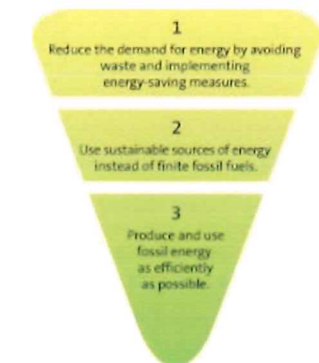 1
Reduce the demand for energy by avoiding
waste and implementing
energy-saving measures.
2
Use sustainable sources of energy
instead of finite fossil fuels.
3
Produce and use
fossil energy
as efficiently
as possible.